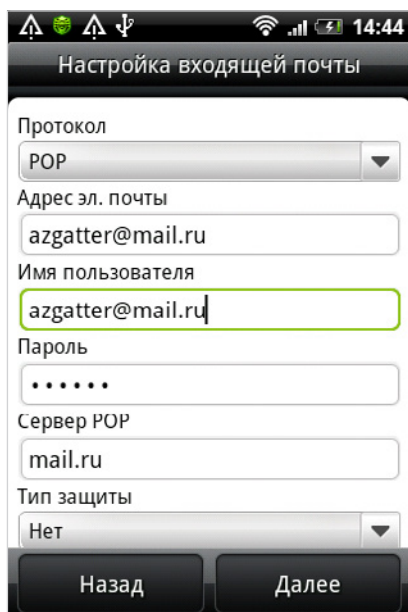 14:44
Настройка входящей почты
Протокол
POP
Адрес эл. почты
azgatter@mail.ru
Имя пользователя
azgatter@mail.ru
Пароль
••••••
Сервер POP
mail.ru
Тип защиты
Нет
Назад
Далее